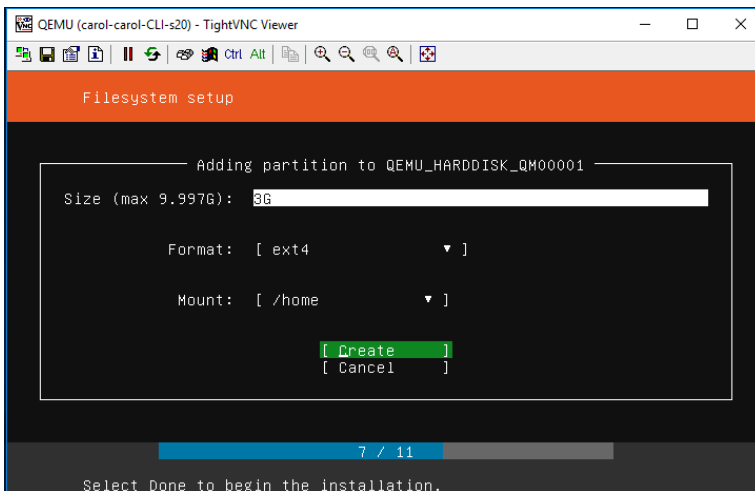 QEMU (carol-carol-CLI-s20) - TightVNC Viewer
Ctrl Alt
Filesystem setup
Adding partition to QEMU_HARDDISK_QM00001
Size (max 9.997G): 3G
Format: [ ext4 ▼ ]
Mount: [ /home ▼ ]
[ Create ]
[ Cancel ]
7 / 11
Select Done to begin the installation.